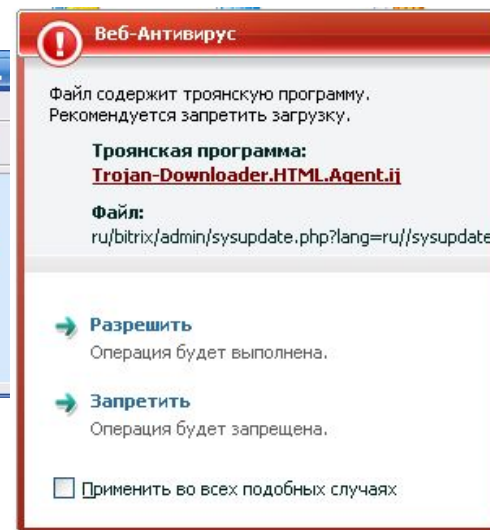 Веб-Антивирус
Файл содержит троянскую программу.
Рекомендуется запретить загрузку.
Троянская программа:
Trojan-Downloader.HTML.Agent.ij
Файл:
ru/bitrix/admin/sysupdate.php?lang=ru//sysupdate
Разрешить
Операция будет выполнена.
Запретить
Операция будет запрещена.
Применить во всех подобных случаях